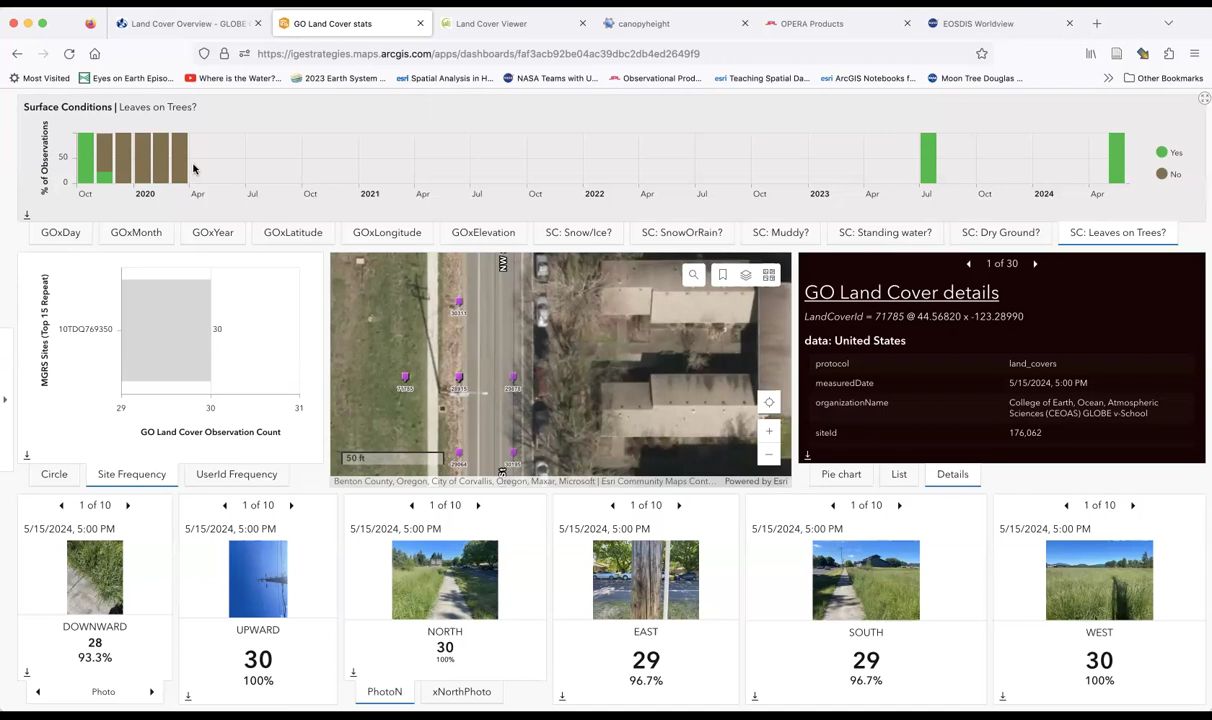 Land Cover Overview - GLOBE
GO Land Cover stats
Land Cover Viewer
canopyheight
OPERA Products
EOSDIS Worldview
https://igestrategies.maps.arcgis.com/apps/dashboards/faf3acb92be04ac39dbc2db4ed2649f9
Most Visited
Eyes on Earth Episo...
Where is the Water?...
2023 Earth System ...
esri Spatial Analysis in H...
NASA Teams with U...
Observational Prod...
esri Teaching Spatial Da...
esri ArcGIS Notebooks f...
Moon Tree Douglas ...
Other Bookmarks
Surface Conditions | Leaves on Trees?
% of Observations
50
0
Oct 2020 Apr Jul Oct 2021 Apr Jul Oct 2022 Apr Jul Oct 2023 Apr Jul Oct 2024 Apr
Yes
No
GOxDay
GOxMonth
GOxYear
GOxLatitude
GOxLongitude
GOxElevation
SC: Snow/Ice?
SC: SnowOrRain?
SC: Muddy?
SC: Standing water?
SC: Dry Ground?
SC: Leaves on Trees?
MGRS Sites (Top 15 Repeat)
10TDQ769350
30
29 30 31
GO Land Cover Observation Count
Circle
Site Frequency
UserId Frequency
NW
30311
71785
50 ft
Benton County, Oregon, City of Corvallis, Oregon, Maxar, Microsoft | Esri Community Maps Cont...
Powered by Esri
1 of 30
GO Land Cover details
LandCoverId = 71785 @ 44.56820 x -123.28990
data: United States
protocol land_covers
measuredDate 5/15/2024, 5:00 PM
organizationName College of Earth, Ocean, Atmospheric
Sciences (CEOAS) GLOBE v-School
siteId 176,062
Pie chart
List
Details
1 of 10
5/15/2024, 5:00 PM
DOWNWARD
28
93.3%
Photo
1 of 10
5/15/2024, 5:00 PM
UPWARD
30
100%
1 of 10
5/15/2024, 5:00 PM
NORTH
30
100%
PhotoN
xNorthPhoto
1 of 10
5/15/2024, 5:00 PM
EAST
29
96.7%
1 of 10
5/15/2024, 5:00 PM
SOUTH
29
96.7%
1 of 10
5/15/2024, 5:00 PM
WEST
30
100%